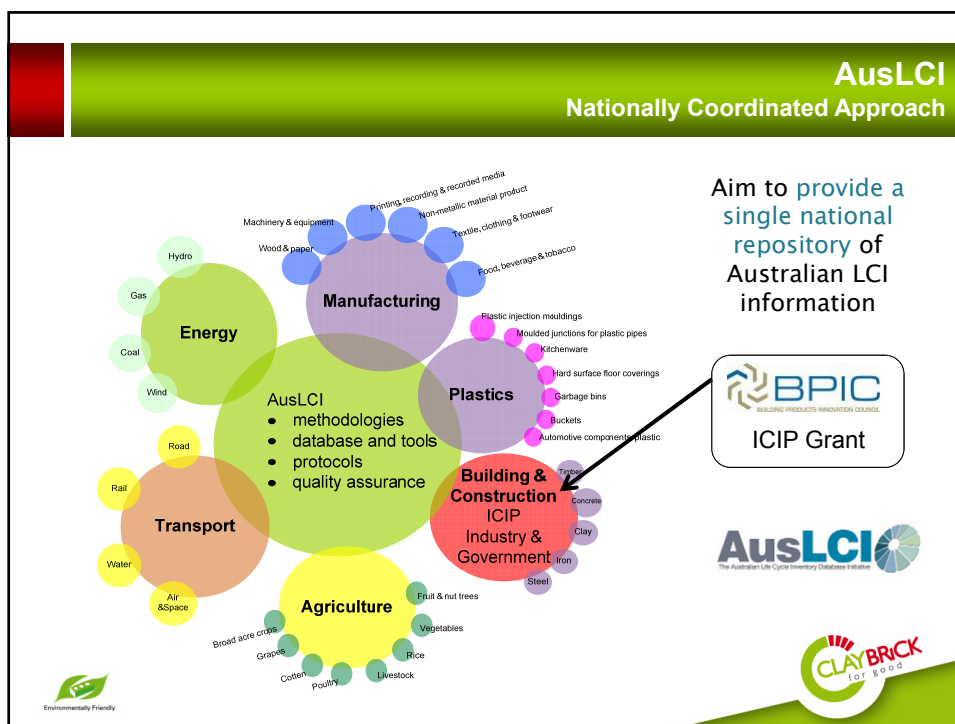 AusLCI
Nationally Coordinated Approach
Printing, recording & recorded media
Non-metallic material product
Machinery & equipment
Textile, clothing & footwear
Wood & paper
Food, beverage & tobacco
Manufacturing
Hydro
Gas
Energy
Coal
Wind
Plastic injection mouldings
Moulded junctions for plastic pipes
Kitchenware
Hard surface floor coverings
Garbage bins
Buckets
Automotive components plastic
Plastics
AusLCI
• methodologies
• database and tools
• protocols
• quality assurance
Road
Rail
Transport
Water
Air
&Space
Building &
Construction
ICIP
Industry &
Government
Timber
Concrete
Clay
Iron
Steel
Agriculture
Fruit & nut trees
Vegetables
Rice
Livestock
Poultry
Cotten
Grapes
Broad acre crops
Aim to provide a
single national
repository of
Australian LCI
information
BPIC
BUILDING PRODUCTS INNOVATION COUNCIL
ICIP Grant
AusLCI
The Australian Life Cycle Inventory Database Initiative
CLAY BRICK
for good
Environmentally Friendly